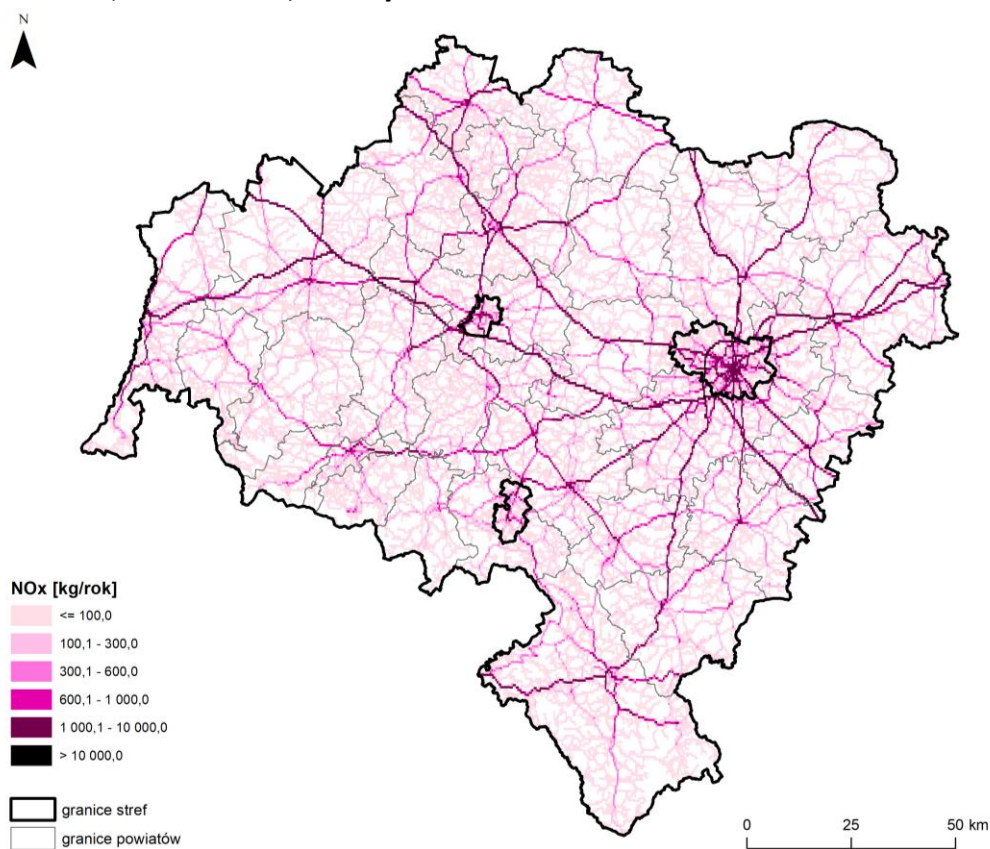 N
NOx [kg/rok]
<= 100,0
100,1 - 300,0
300,1 - 600,0
600,1 - 1 000,0
1 000,1 - 10 000,0
> 10 000,0
granice stref
granice powiatów
0 25 50 km